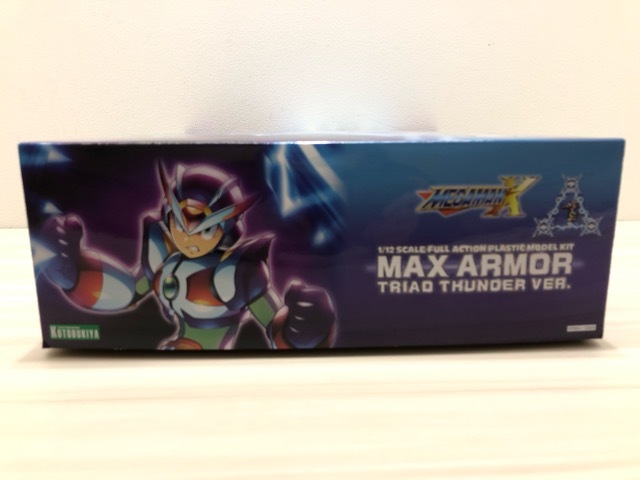 MEGAMAN X
1/12 SCALE FULL ACTION PLASTIC MODEL KIT
MAX ARMOR
TRIAD THUNDER VER.
KOTOBUKIYA